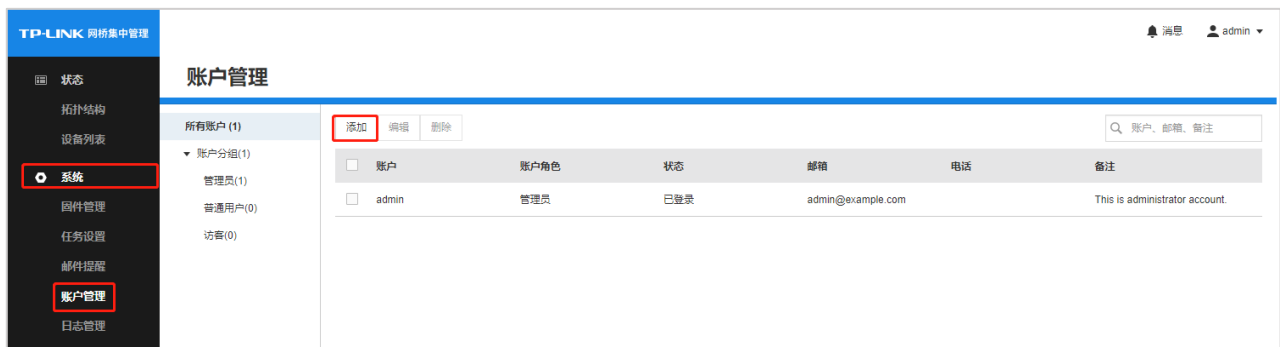 TP-LINK 网桥集中管理
消息 admin
状态
拓扑结构
设备列表
系统
固件管理
任务设置
邮件提醒
账户管理
日志管理
账户管理
所有账户 (1)
账户分组(1)
管理员(1)
普通用户(0)
访客(0)
添加 编辑 删除
账户、邮箱、备注
账户 账户角色 状态 邮箱 电话 备注
admin 管理员 已登录 admin@example.com This is administrator account.